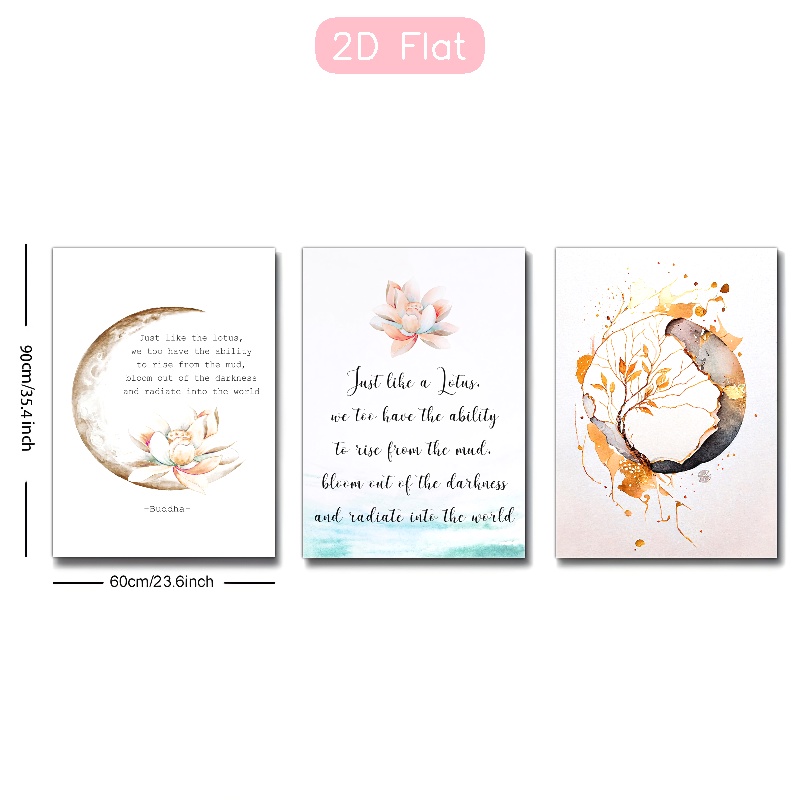 2D Flat
90cm/35.4 inch
Just like the lotus,
we too have the ability
to rise from the mud,
bloom out of the darkness
and radiate into the world
-Buddha-
60cm/23.6inch
Just like a Lotus,
we too have the ability
to rise from the mud,
bloom out of the darkness
and radiate into the world